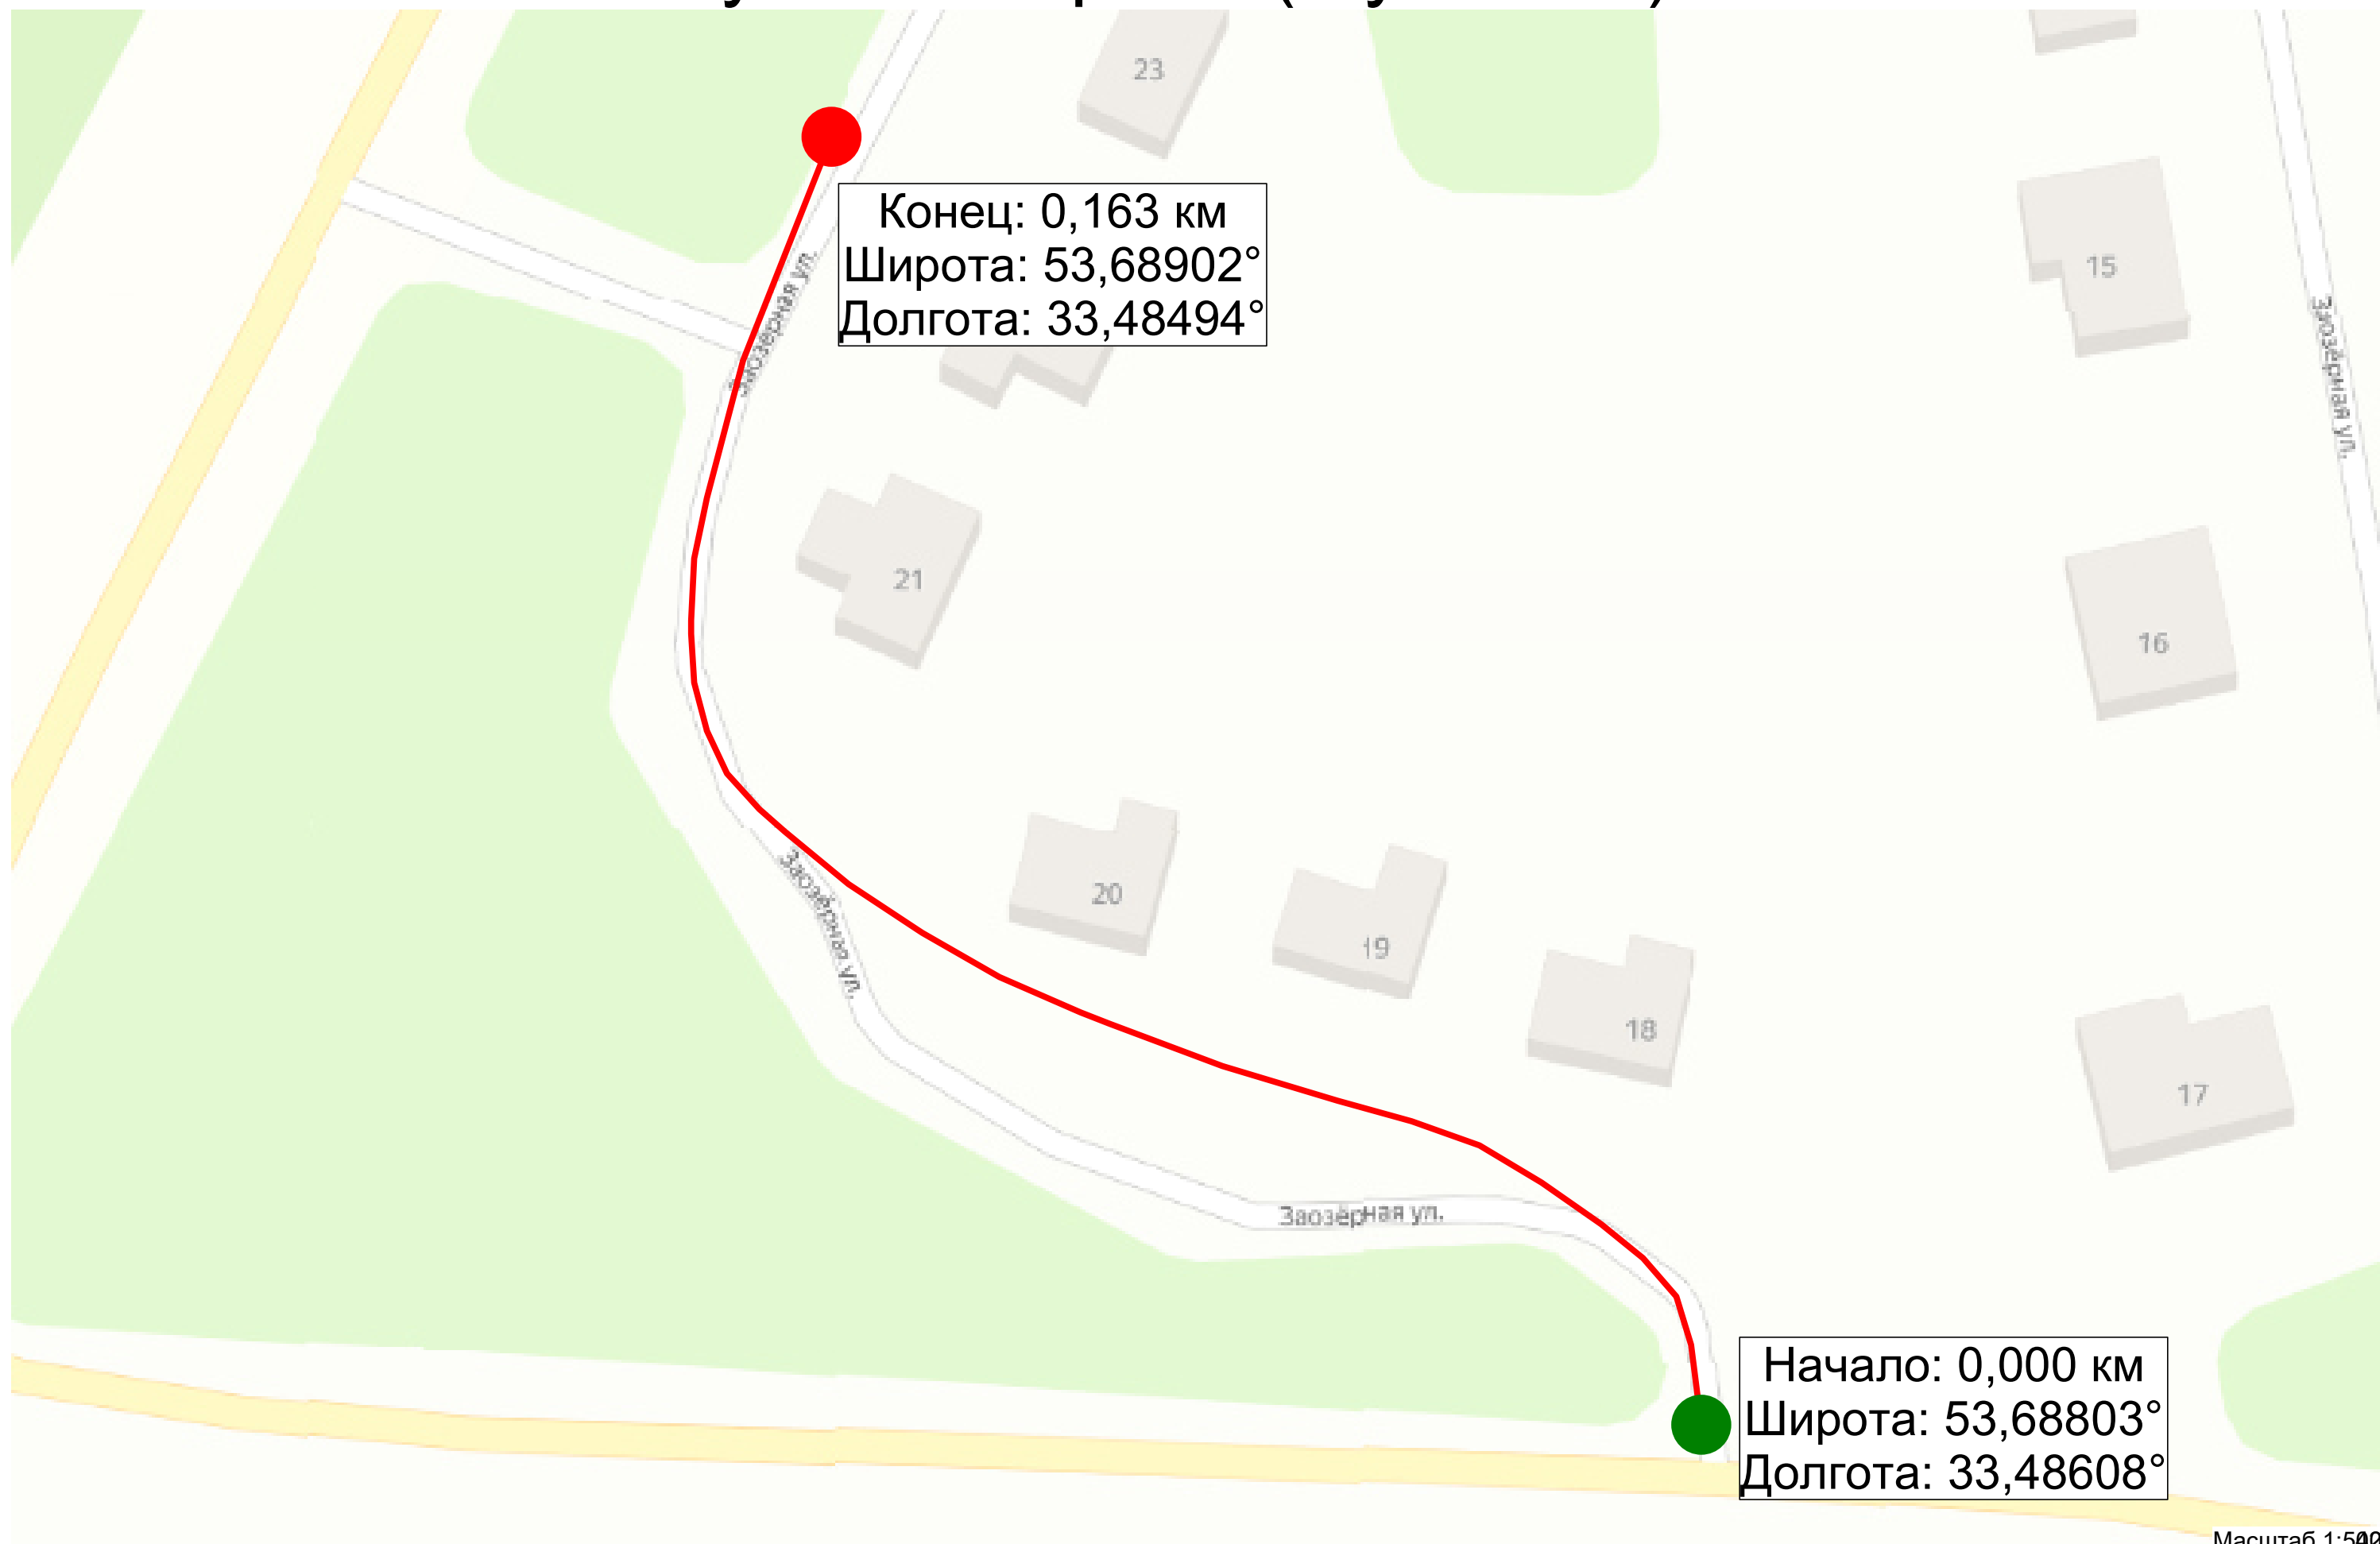 23
Конец: 0,163 км
Широта: 53,68902°
Долгота: 33,48494°
15
Заозёрная ул.
Заозёрная ул.
21
16
20
Заозёрная ул.
19
18
17
Заозёрная ул.
Начало: 0,000 км
Широта: 53,68803°
Долгота: 33,48608°
Масштаб